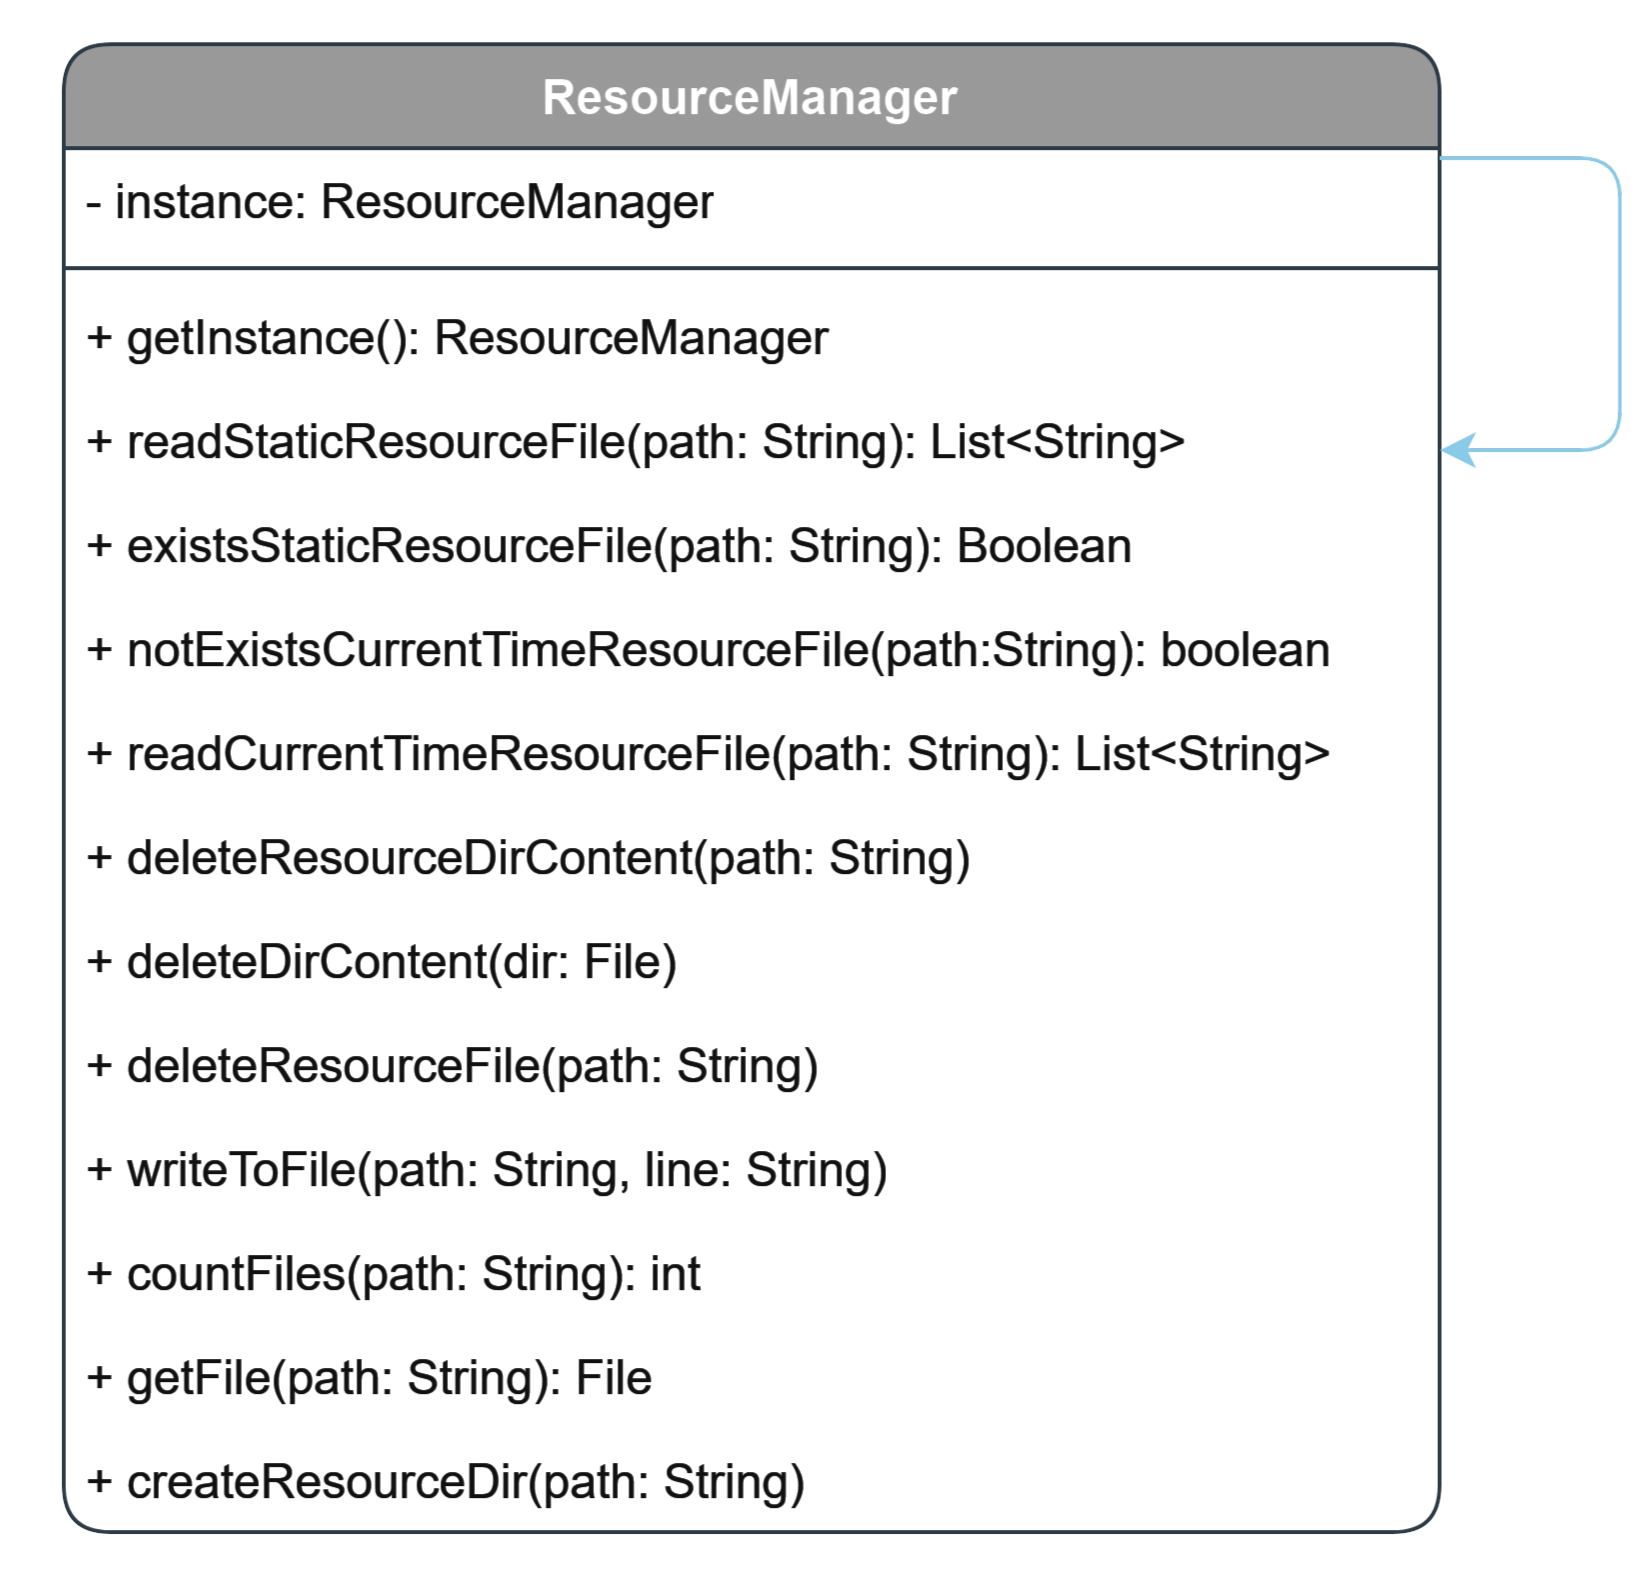 ResourceManager
- instance: ResourceManager
+ getInstance(): ResourceManager
+ readStaticResourceFile(path: String): List<String>
+ existsStaticResourceFile(path: String): Boolean
+ notExistsCurrentTimeResourceFile(path:String): boolean
+ readCurrentTimeResourceFile(path: String): List<String>
+ deleteResourceDirContent(path: String)
+ deleteDirContent(dir: File)
+ deleteResourceFile(path: String)
+ writeToFile(path: String, line: String)
+ countFiles(path: String): int
+ getFile(path: String): File
+ createResourceDir(path: String)